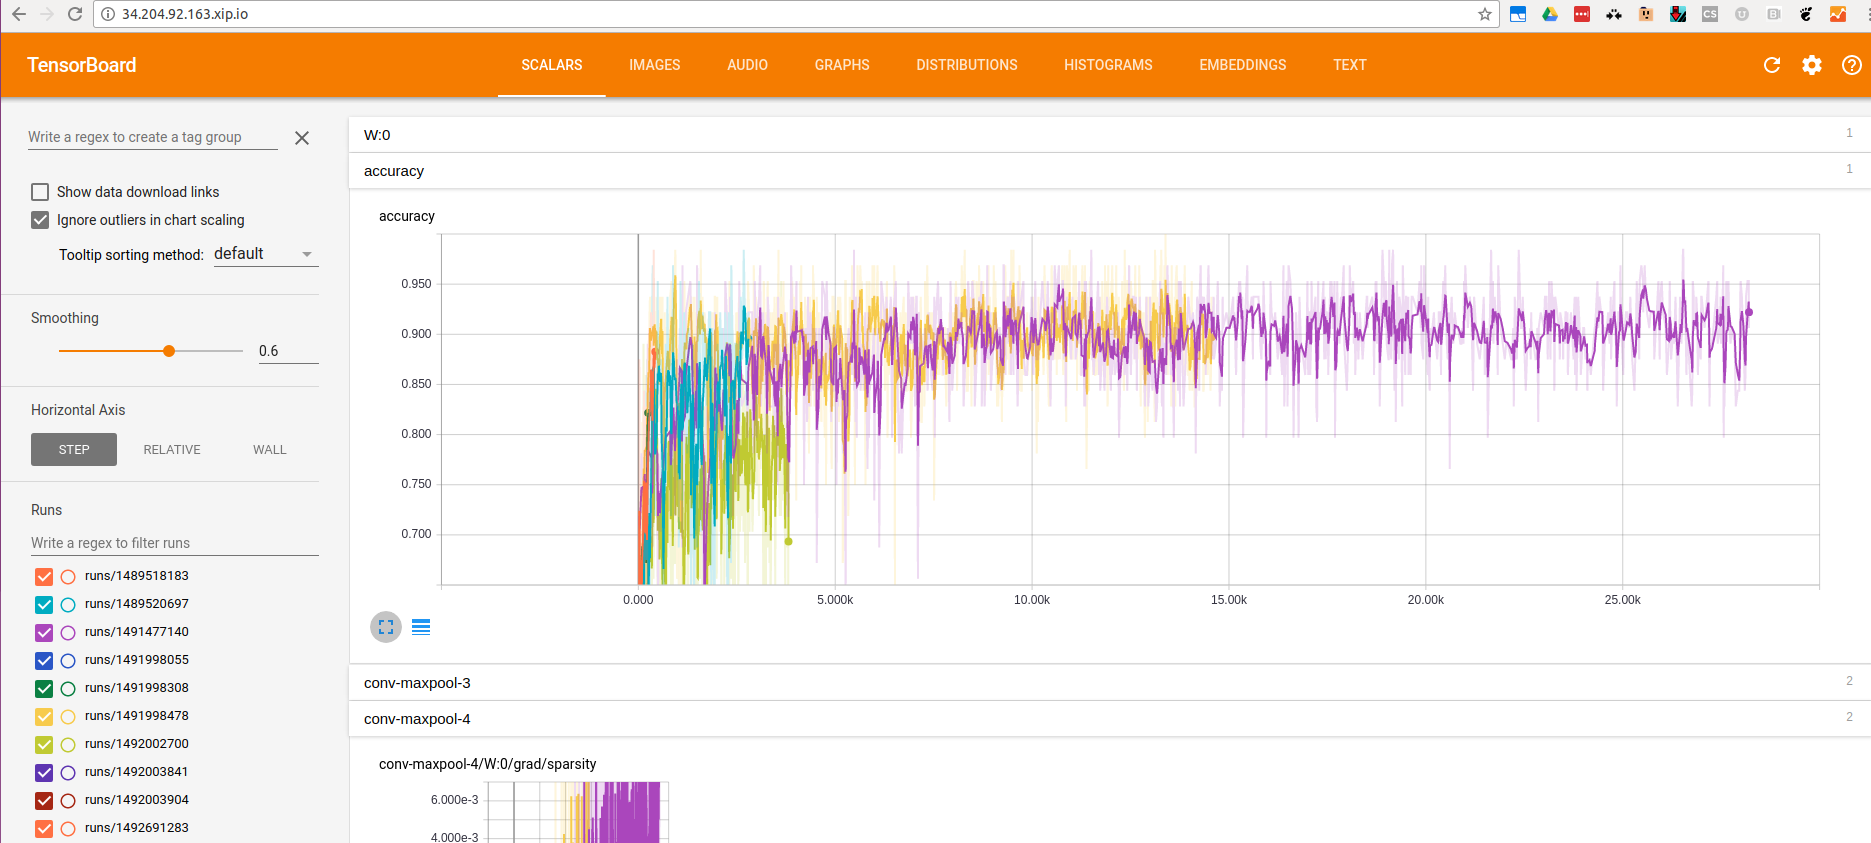 34.204.92.163.xip.io
TensorBoard
SCALARS IMAGES AUDIO GRAPHS DISTRIBUTIONS HISTOGRAMS EMBEDDINGS TEXT
Write a regex to create a tag group
Show data download links
Ignore outliers in chart scaling
Tooltip sorting method: default
Smoothing
0.6
Horizontal Axis
STEP RELATIVE WALL
Runs
Write a regex to filter runs
runs/1489518183
runs/1489520697
runs/1491477140
runs/1491998055
runs/1491998308
runs/1491998478
runs/1492002700
runs/1492003841
runs/1492003904
runs/1492691283
W:0 1
accuracy 1
accuracy
0.950
0.900
0.850
0.800
0.750
0.700
0.000 5.000k 10.00k 15.00k 20.00k 25.00k
conv-maxpool-3 2
conv-maxpool-4 2
conv-maxpool-4/W:0/grad/sparsity
6.000e-3
4.000e-3